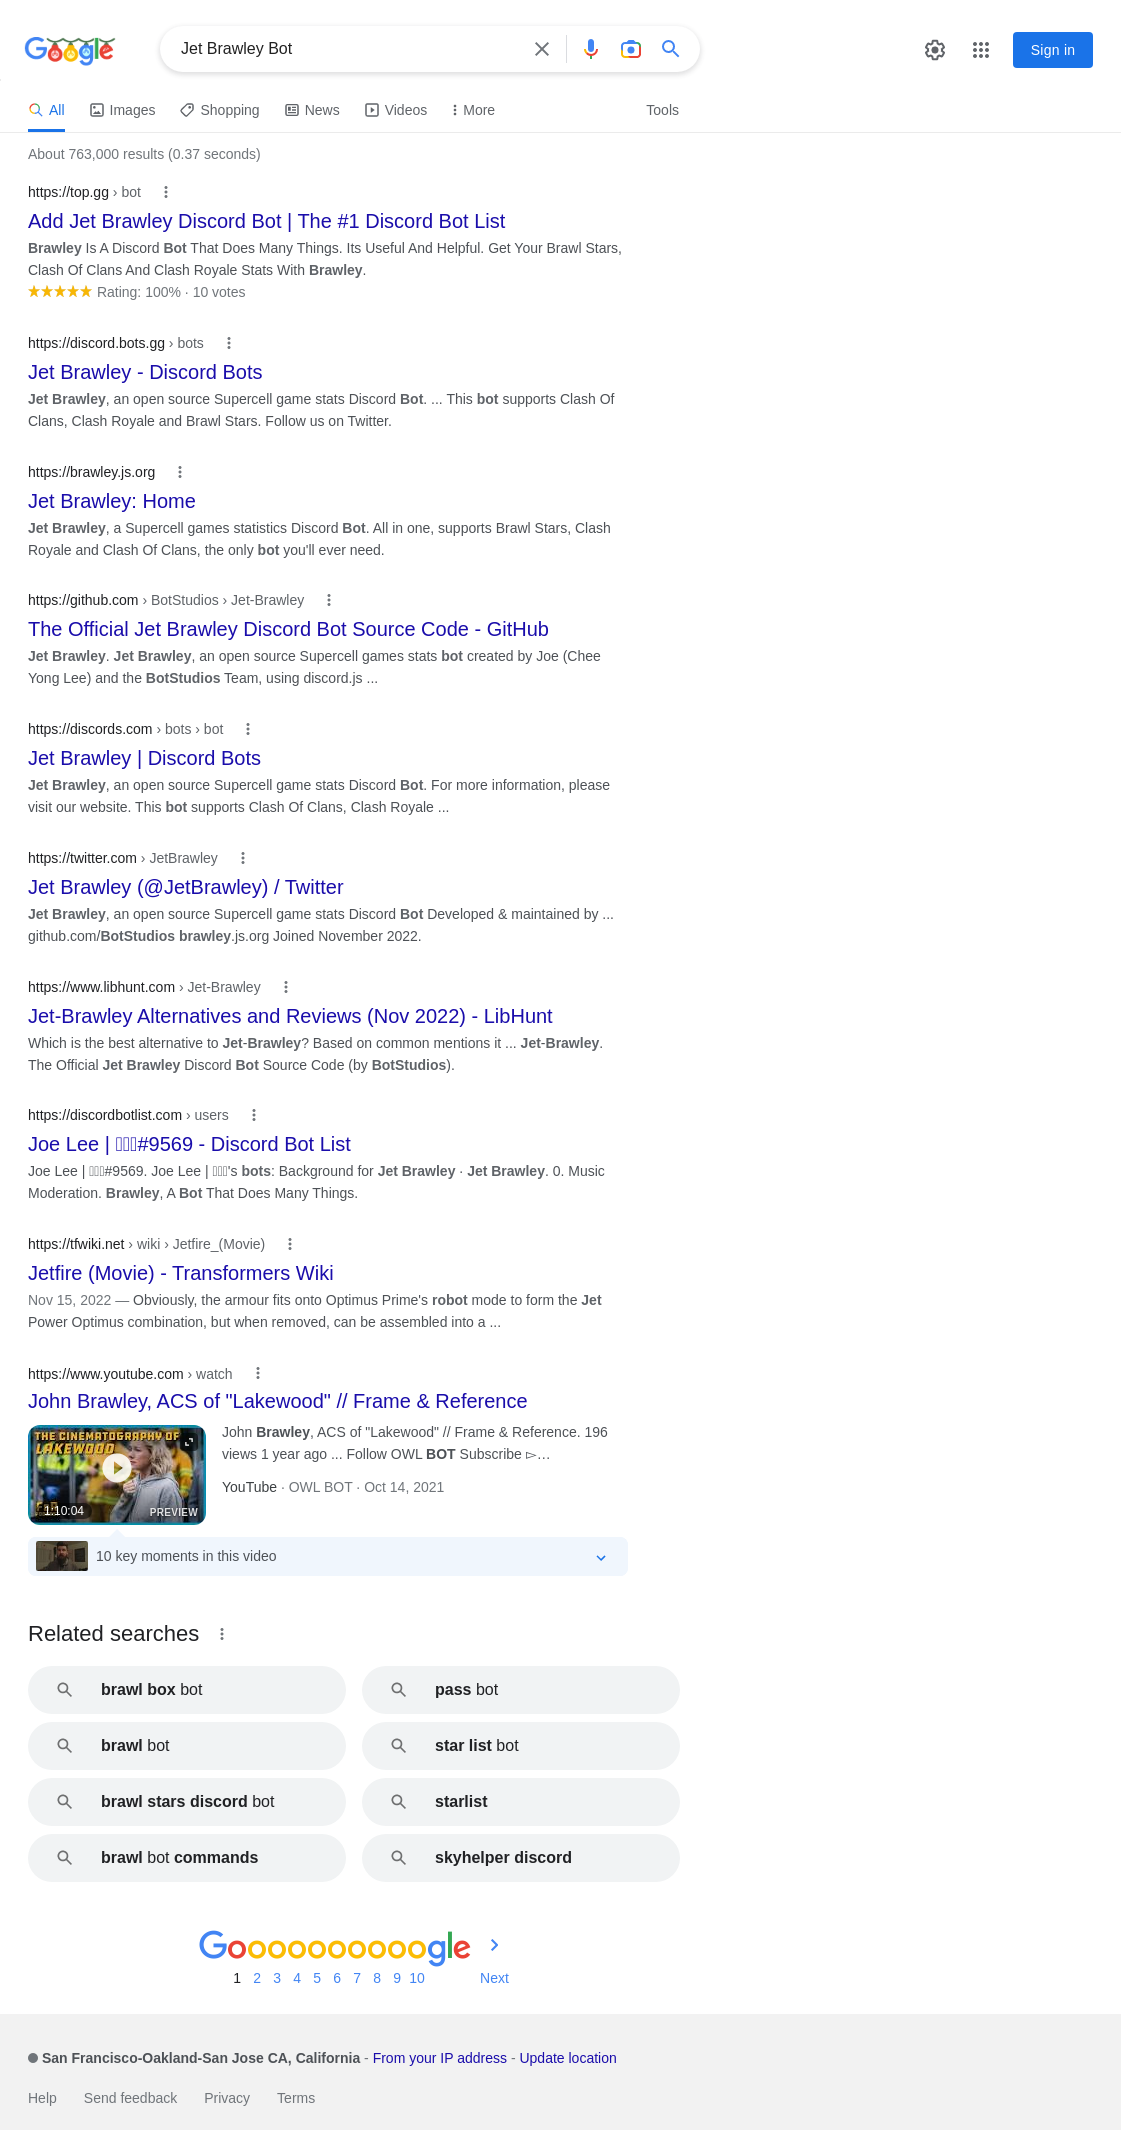 Google
Jet Brawley Bot
Sign in
All Images Shopping News Videos More Tools
About 763,000 results (0.37 seconds)
https://top.gg › bot
Add Jet Brawley Discord Bot | The #1 Discord Bot List
Brawley Is A Discord Bot That Does Many Things. Its Useful And Helpful. Get Your Brawl Stars,
Clash Of Clans And Clash Royale Stats With Brawley.
Rating: 100% · 10 votes
https://discord.bots.gg › bots
Jet Brawley - Discord Bots
Jet Brawley, an open source Supercell game stats Discord Bot. ... This bot supports Clash Of
Clans, Clash Royale and Brawl Stars. Follow us on Twitter.
https://brawley.js.org
Jet Brawley: Home
Jet Brawley, a Supercell games statistics Discord Bot. All in one, supports Brawl Stars, Clash
Royale and Clash Of Clans, the only bot you'll ever need.
https://github.com › BotStudios › Jet-Brawley
The Official Jet Brawley Discord Bot Source Code - GitHub
Jet Brawley. Jet Brawley, an open source Supercell games stats bot created by Joe (Chee
Yong Lee) and the BotStudios Team, using discord.js ...
https://discords.com › bots › bot
Jet Brawley | Discord Bots
Jet Brawley, an open source Supercell game stats Discord Bot. For more information, please
visit our website. This bot supports Clash Of Clans, Clash Royale ...
https://twitter.com › JetBrawley
Jet Brawley (@JetBrawley) / Twitter
Jet Brawley, an open source Supercell game stats Discord Bot Developed & maintained by ...
github.com/BotStudios brawley.js.org Joined November 2022.
https://www.libhunt.com › Jet-Brawley
Jet-Brawley Alternatives and Reviews (Nov 2022) - LibHunt
Which is the best alternative to Jet-Brawley? Based on common mentions it ... Jet-Brawley.
The Official Jet Brawley Discord Bot Source Code (by BotStudios).
https://discordbotlist.com › users
Joe Lee | #9569 - Discord Bot List
Joe Lee | #9569. Joe Lee | 's bots: Background for Jet Brawley · Jet Brawley. 0. Music
Moderation. Brawley, A Bot That Does Many Things.
https://tfwiki.net › wiki › Jetfire_(Movie)
Jetfire (Movie) - Transformers Wiki
Nov 15, 2022 — Obviously, the armour fits onto Optimus Prime's robot mode to form the Jet
Power Optimus combination, but when removed, can be assembled into a ...
https://www.youtube.com › watch
John Brawley, ACS of "Lakewood" // Frame & Reference
THE CINEMATOGRAPHY OF
LAKEWOOD
1:10:04
PREVIEW
John Brawley, ACS of "Lakewood" // Frame & Reference. 196
views 1 year ago ... Follow OWL BOT Subscribe ▻...
YouTube · OWL BOT · Oct 14, 2021
10 key moments in this video
Related searches
brawl box bot
pass bot
brawl bot
star list bot
brawl stars discord bot
starlist
brawl bot commands
skyhelper discord
Goooooooooogle
1 2 3 4 5 6 7 8 9 10 Next
San Francisco-Oakland-San Jose CA, California - From your IP address - Update location
Help Send feedback Privacy Terms